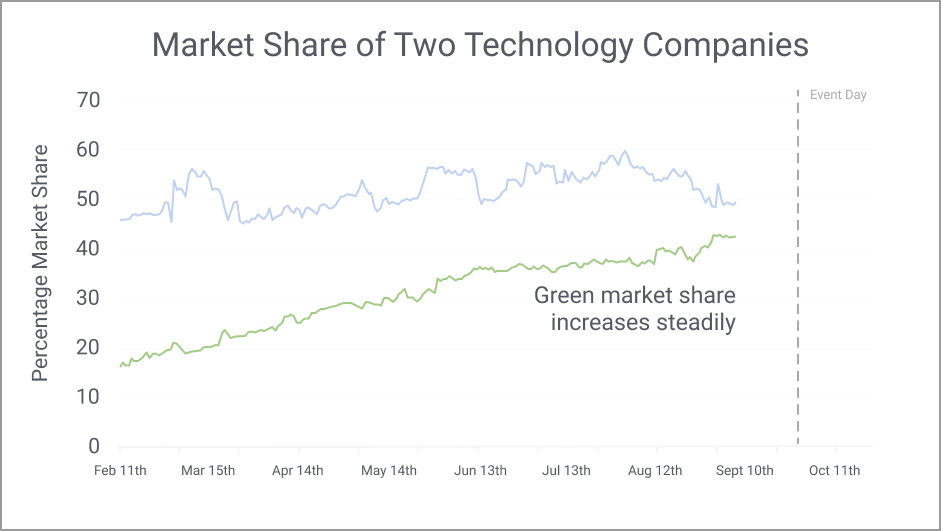 Market Share of Two Technology Companies
Event Day
Percentage Market Share
70
60
50
40
30
20
10
0
Green market share
increases steadily
Feb 11th
Mar 15th
Apr 14th
May 14th
Jun 13th
Jul 13th
Aug 12th
Sept 10th
Oct 11th